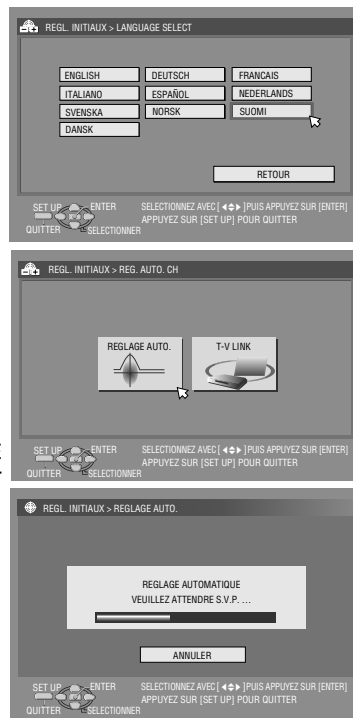 REGL. INITIAUX > LANGUAGE SELECT
ENGLISH DEUTSCH FRANCAIS
ITALIANO ESPAÑOL NEDERLANDS
SVENSKA NORSK SUOMI
DANSK
RETOUR
SET UP ENTER SELECTIONNEZ AVEC [ ]PUIS APPUYEZ SUR [ENTER]
QUITTER SELECTIONNER APPUYEZ SUR [SET UP] POUR QUITTER
REGL. INITIAUX > REG. AUTO. CH
REGLAGE AUTO. T-V LINK
SET UP ENTER SELECTIONNEZ AVEC [ ]PUIS APPUYEZ SUR [ENTER]
QUITTER SELECTIONNER APPUYEZ SUR [SET UP] POUR QUITTER
REGL. INITIAUX > REGLAGE AUTO.
REGLAGE AUTOMATIQUE
VEUILLEZ ATTENDRE S.V.P. ...
ANNULER
SET UP ENTER SELECTIONNEZ AVEC [ ]PUIS APPUYEZ SUR [ENTER]
QUITTER SELECTIONNER APPUYEZ SUR [SET UP] POUR QUITTER